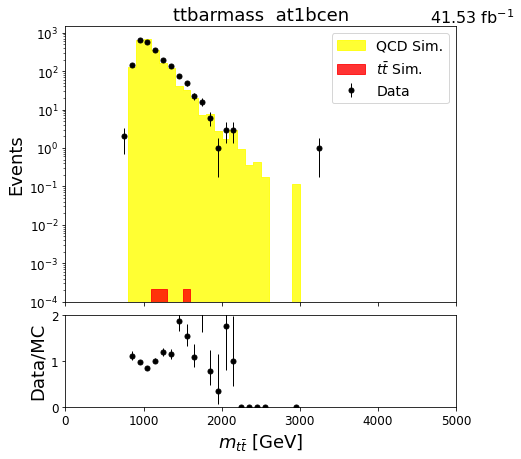 ttbarmass at1bcen 41.53 fb⁻¹
QCD Sim.
tt̄ Sim.
Data
Events
10³
10²
10¹
10⁰
10⁻¹
10⁻²
10⁻³
10⁻⁴
Data/MC
2
1
0
0 1000 2000 3000 4000 5000
m_tt̄ [GeV]